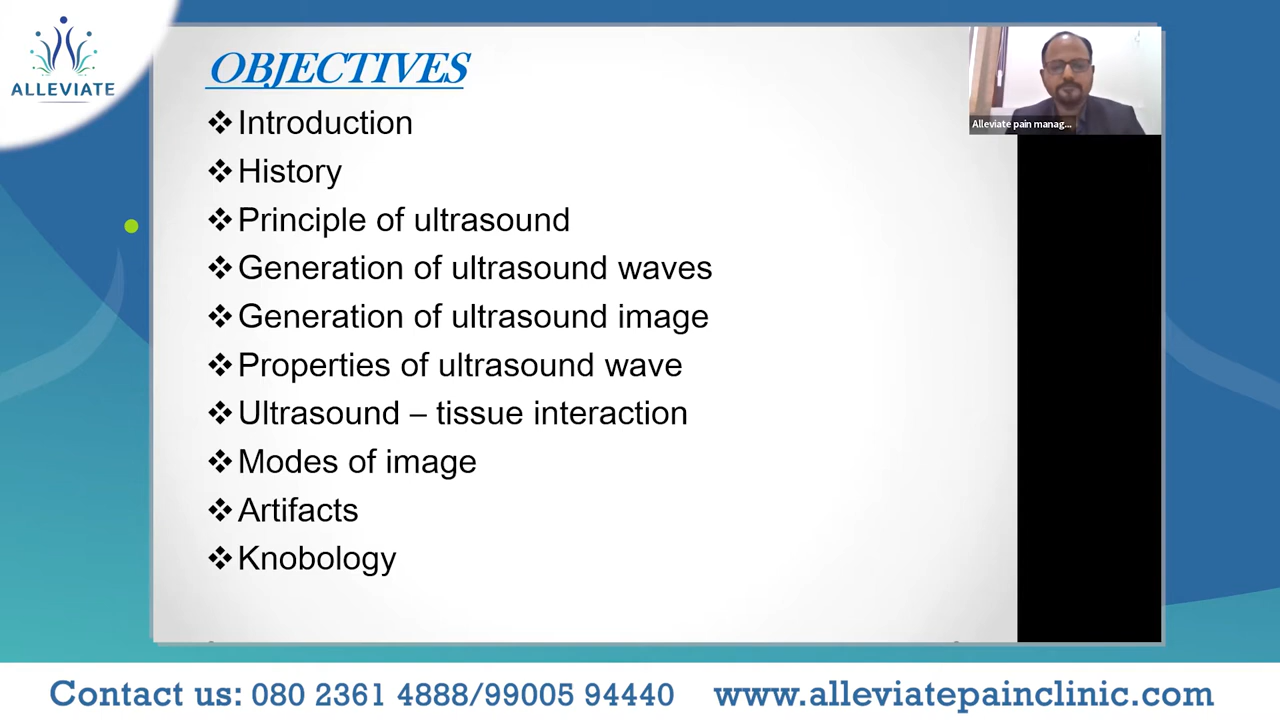 ALLEVIATE
OBJECTIVES
Introduction
History
Principle of ultrasound
Generation of ultrasound waves
Generation of ultrasound image
Properties of ultrasound wave
Ultrasound – tissue interaction
Modes of image
Artifacts
Knobology
Alleviate pain manag...
Contact us: 080 2361 4888/99005 94440 www.alleviatepainclinic.com